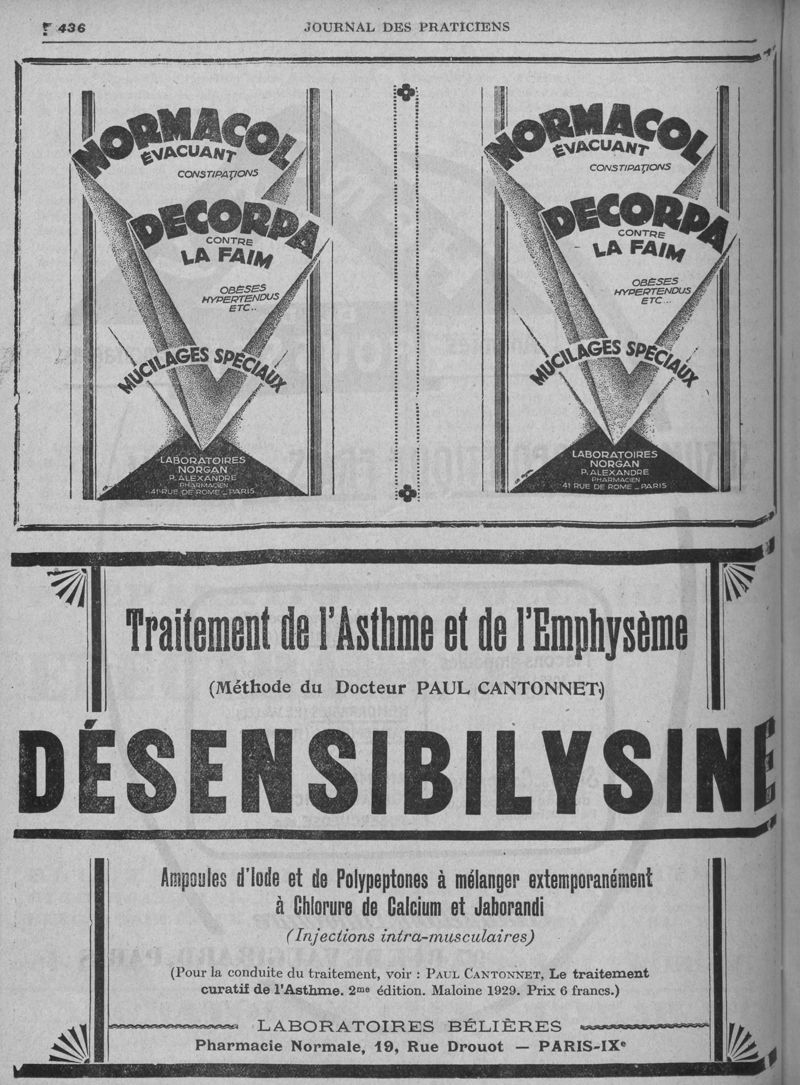 436
JOURNAL DES PRATICIENS
NORMACOL
ÉVACUANT
CONSTIPATIONS
DECORPA
CONTRE
LA FAIM
OBÈSES
HYPERTENDUS
ETC..
MUCILAGES SPÉCIAUX
LABORATOIRES
NORGAN
P. ALEXANDRE
PHARMACIEN
41 RUE DE ROME _ PARIS
NORMACOL
ÉVACUANT
CONSTIPATIONS
DECORPA
CONTRE
LA FAIM
OBÈSES
HYPERTENDUS
ETC...
MUCILAGES SPÉCIAUX
LABORATOIRES
NORGAN
P. ALEXANDRE
PHARMACIEN
41 RUE DE ROME _ PARIS
Traitement de l'Asthme et de l'Emphysème
(Méthode du Docteur PAUL CANTONNET)
DÉSENSIBILYSINE
Ampoules d'Iode et de Polypeptones à mélanger extemporanément
à Chlorure de Calcium et Jaborandi
(Injections intra-musculaires)
(Pour la conduite du traitement, voir : PAUL CANTONNET, Le traitement
curatif de l'Asthme. 2me édition. Maloine 1929. Prix 6 francs.)
LABORATOIRES BÉLIÈRES
Pharmacie Normale, 19, Rue Drouot — PARIS-IXe